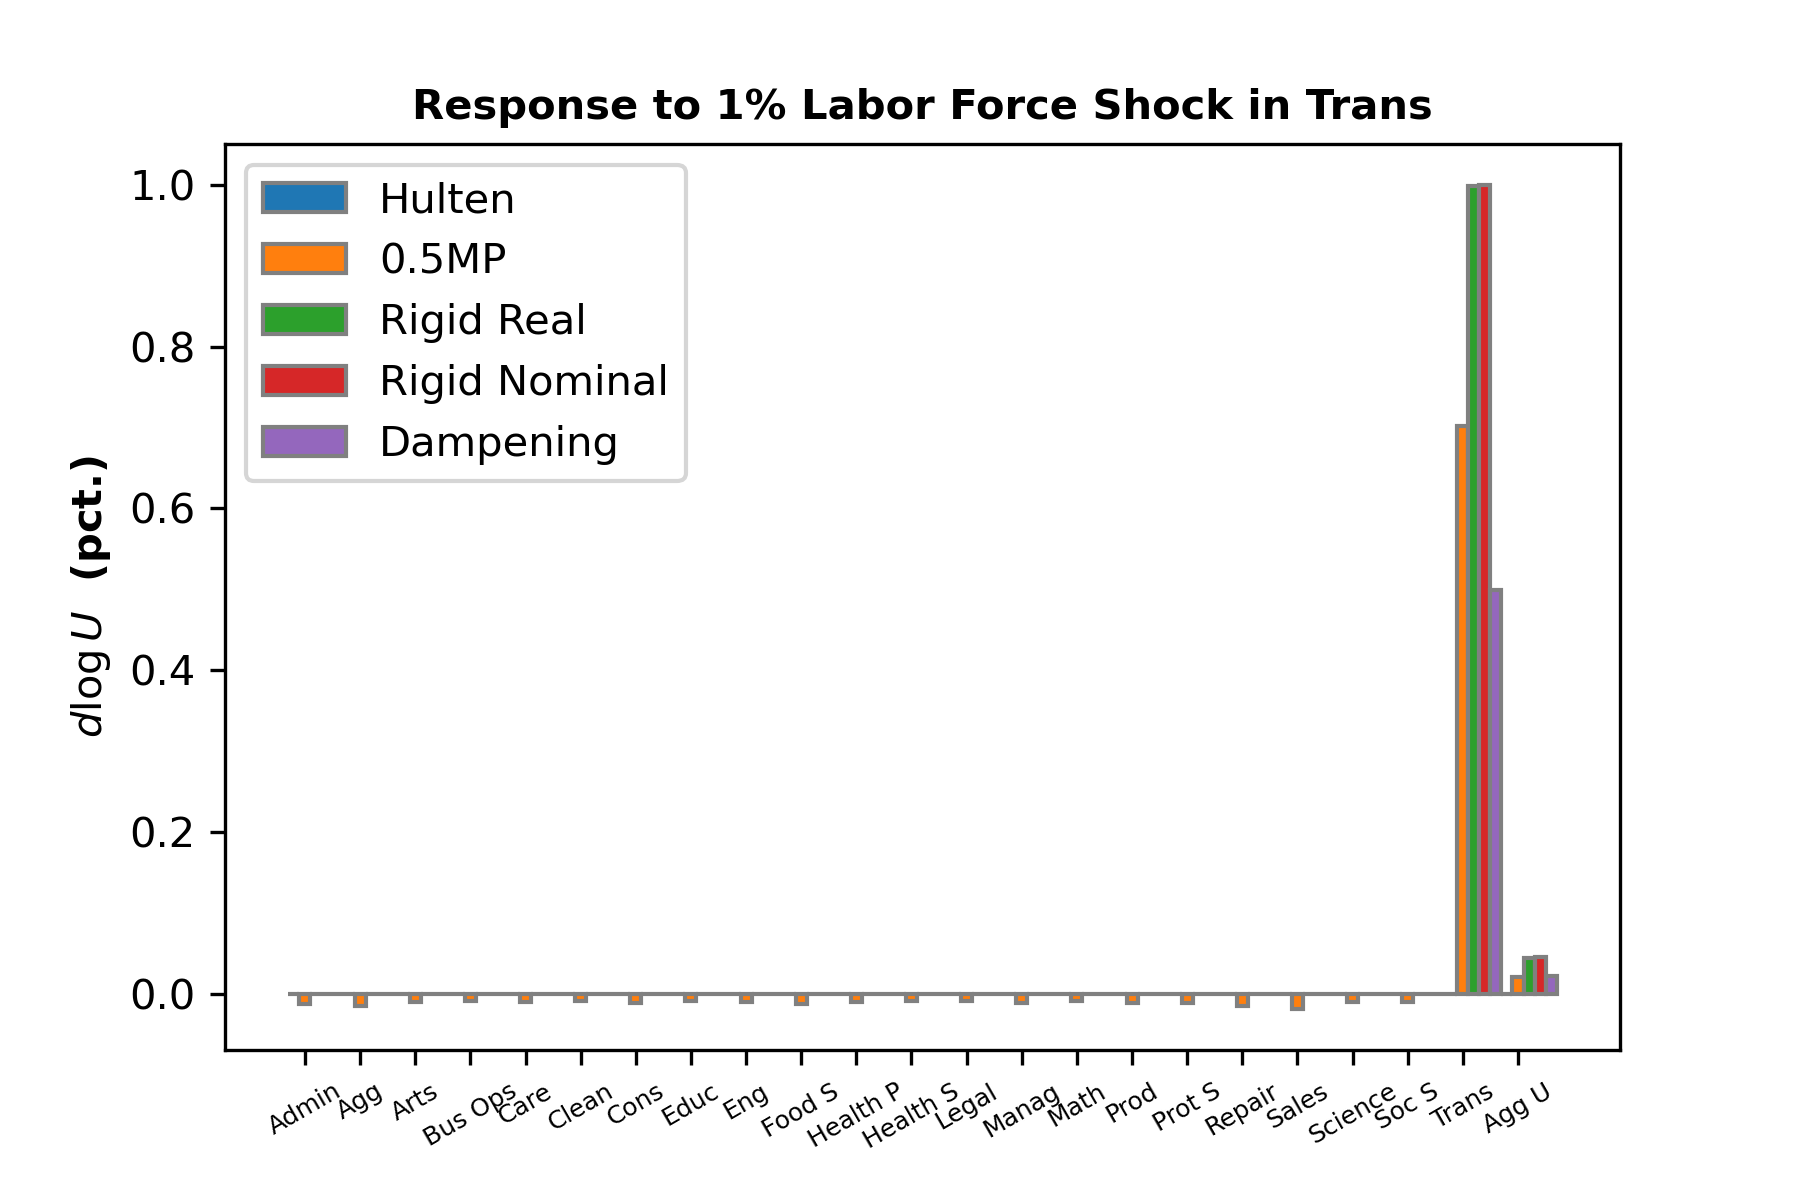 Response to 1% Labor Force Shock in Trans
Hulten
0.5MP
Rigid Real
Rigid Nominal
Dampening
dlog U (pct.)
1.0
0.8
0.6
0.4
0.2
0.0
Admin
Agg
Arts
Bus Ops
Care
Clean
Cons
Educ
Eng
Food S
Health P
Health S
Legal
Manag
Math
Prod
Prot S
Repair
Sales
Science
Soc S
Trans
Agg U